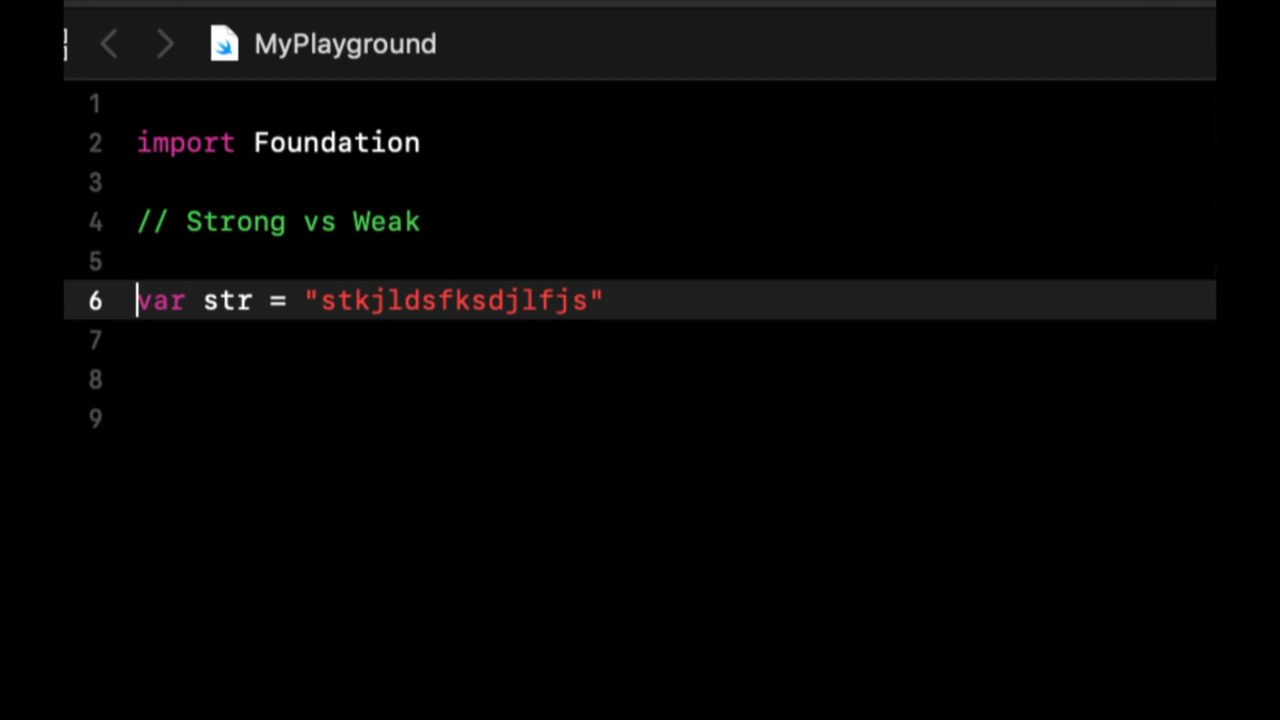 MyPlayground
1
2 import Foundation
3
4 // Strong vs Weak
5
6 var str = "stkjldsfksdjlfjs"
7
8
9